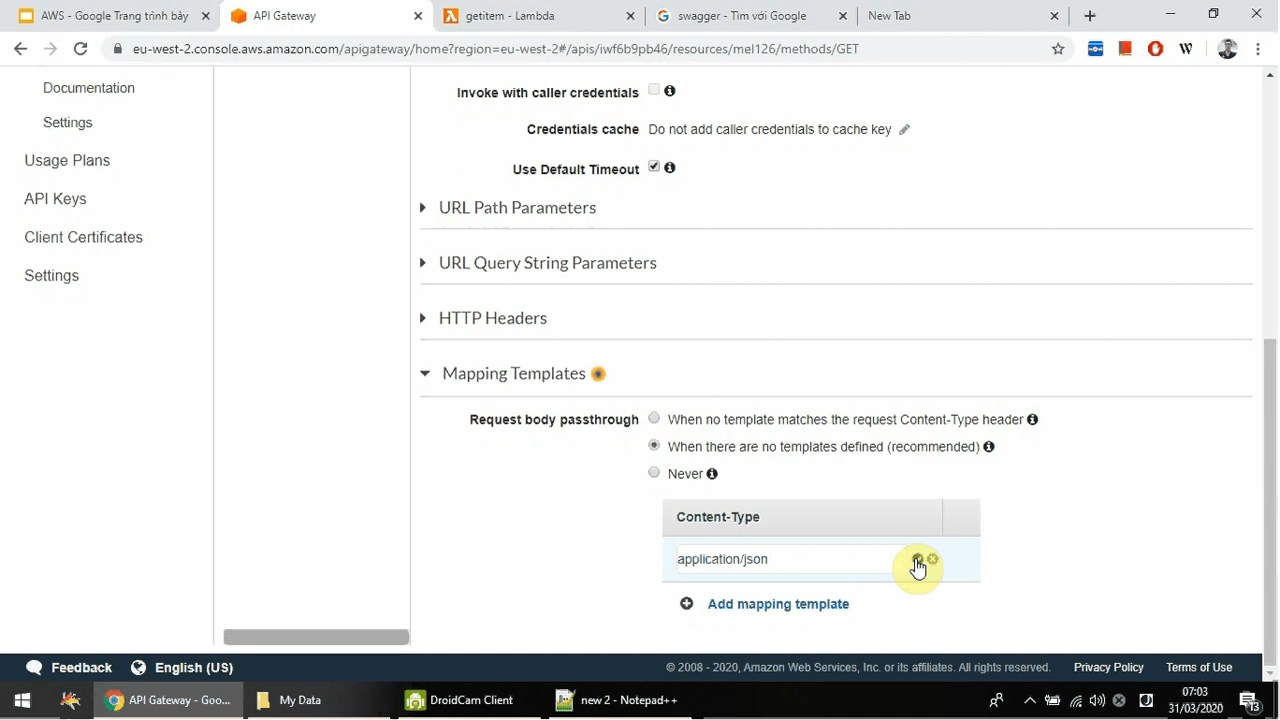 AWS - Google Trang trình bày
API Gateway
getitem - Lambda
swagger - Tìm với Google
New Tab
eu-west-2.console.aws.amazon.com/apigateway/home?region=eu-west-2#/apis/iwf6b9pb46/resources/mel126/methods/GET
Documentation
Settings
Usage Plans
API Keys
Client Certificates
Settings
Invoke with caller credentials
Credentials cache Do not add caller credentials to cache key
Use Default Timeout
URL Path Parameters
URL Query String Parameters
HTTP Headers
Mapping Templates
Request body passthrough When no template matches the request Content-Type header
When there are no templates defined (recommended)
Never
Content-Type
application/json
Add mapping template
Feedback English (US) © 2008 - 2020, Amazon Web Services, Inc. or its affiliates. All rights reserved. Privacy Policy Terms of Use
API Gateway - Goo... My Data DroidCam Client new 2 - Notepad++
07:03
31/03/2020
13